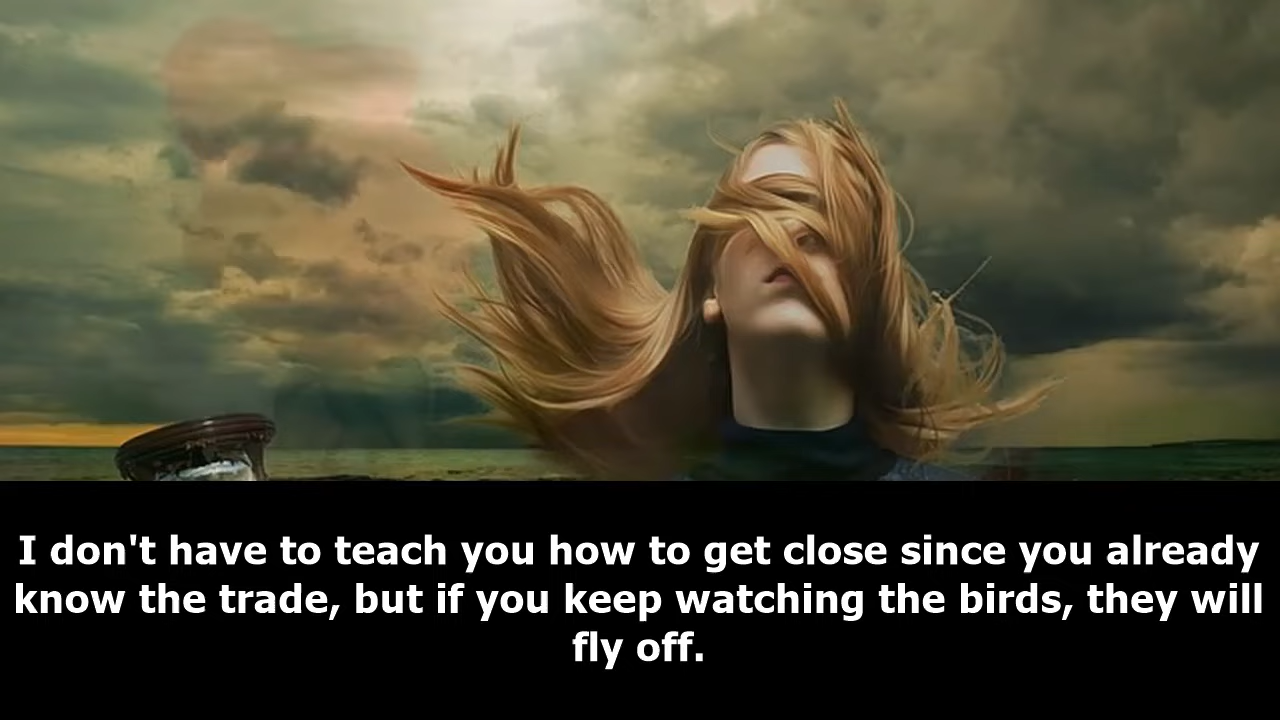 I don't have to teach you how to get close since you already
know the trade, but if you keep watching the birds, they will
fly off.